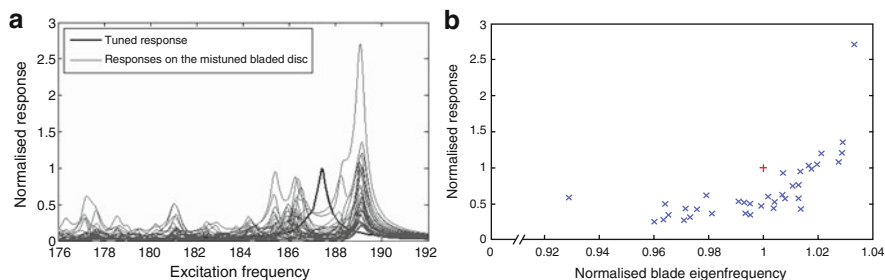 a
Normalised response
3
2.5
2
1.5
1
0.5
0
176 178 180 182 184 186 188 190 192
Excitation frequency
Tuned response
Responses on the mistuned bladed disc
b
Normalised response
3
2.5
2
1.5
1
0.5
0
0 0.92 0.94 0.96 0.98 1 1.02 1.04
Normalised blade eigenfrequency